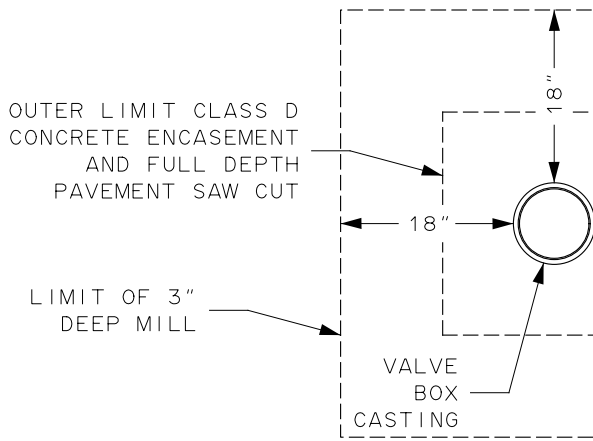 18"
OUTER LIMIT CLASS D
CONCRETE ENCASEMENT
AND FULL DEPTH
PAVEMENT SAW CUT
18"
LIMIT OF 3"
DEEP MILL
VALVE
BOX
CASTING